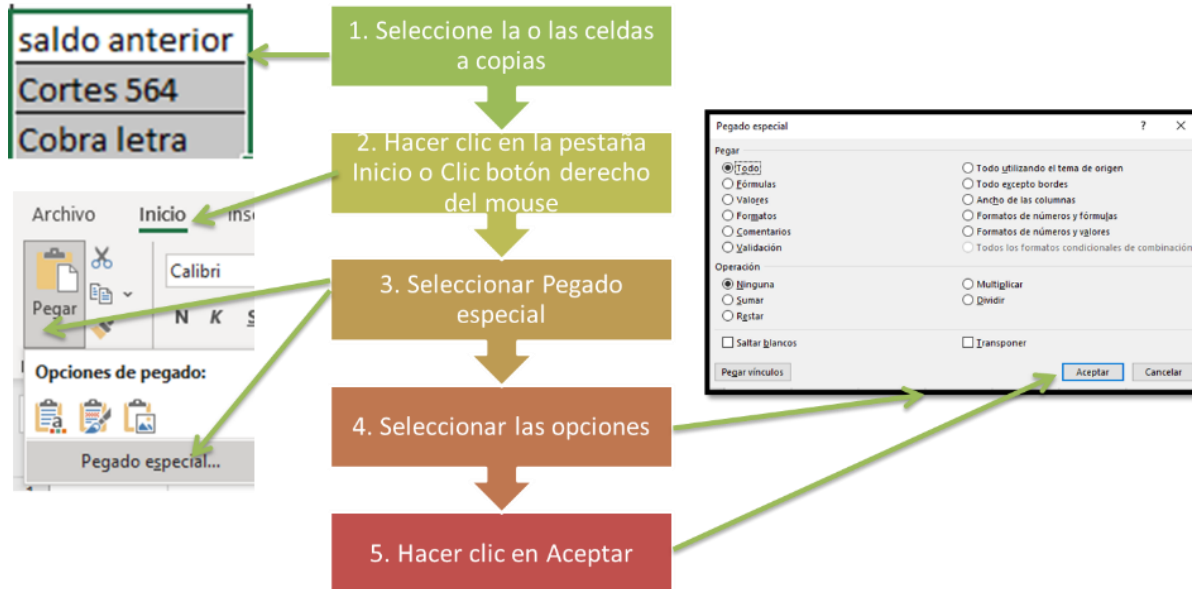 saldo anterior
Cortes 564
Cobra letra
1. Seleccione la o las celdas
a copias
2. Hacer clic en la pestaña
Inicio o Clic botón derecho
del mouse
3. Seleccionar Pegado
especial
4. Seleccionar las opciones
5. Hacer clic en Aceptar
Archivo Inicio Inse
Calibri
Pegar
N K S
Opciones de pegado:
Pegado especial...
Pegado especial ? X
Pegar
Todo
Fórmulas
Valores
Formatos
Comentarios
Validación
Todo utilizando el tema de origen
Todo excepto bordes
Ancho de las columnas
Formatos de números y fórmulas
Formatos de números y valores
Todos los formatos condicionales de combinación
Operación
Ninguna
Sumar
Restar
Multiplicar
Dividir
Saltar blancos
Transponer
Pegar vínculos
Aceptar
Cancelar